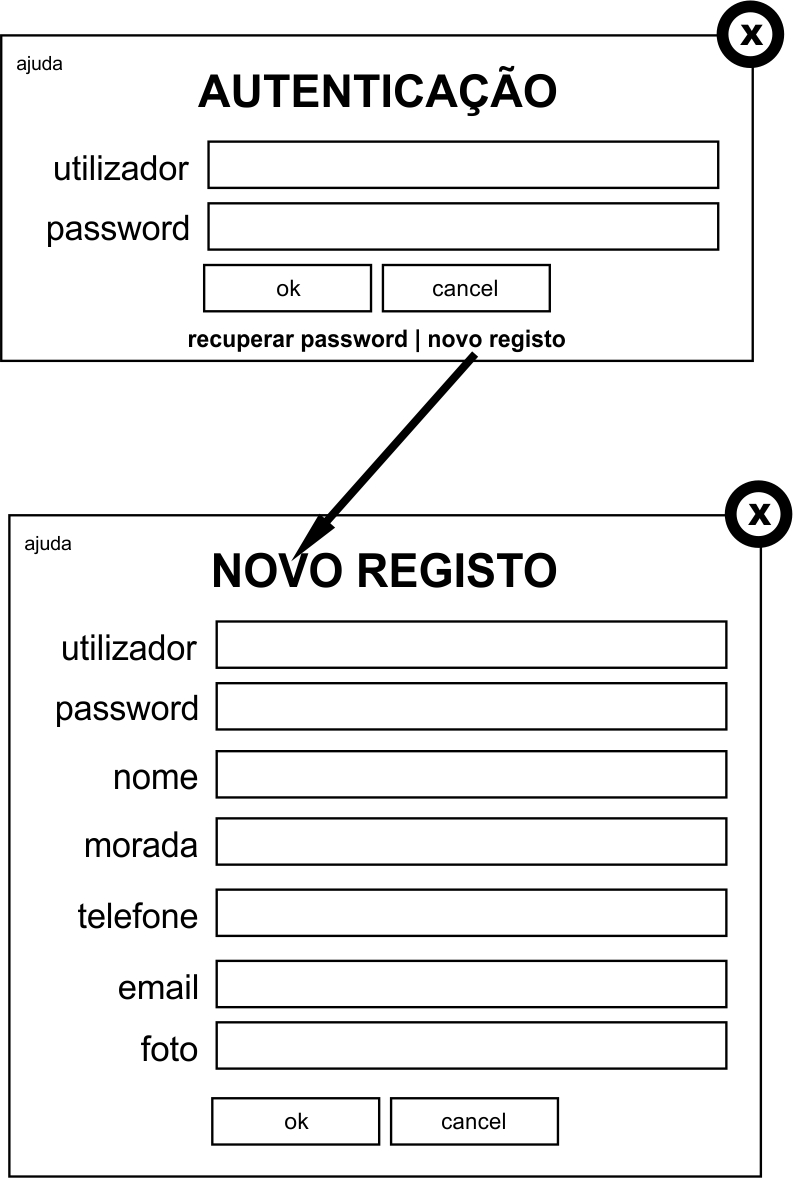 x
ajuda
AUTENTICAÇÃO
utilizador
password
ok cancel
recuperar password | novo registo
x
ajuda
NOVO REGISTO
utilizador
password
nome
morada
telefone
email
foto
ok cancel